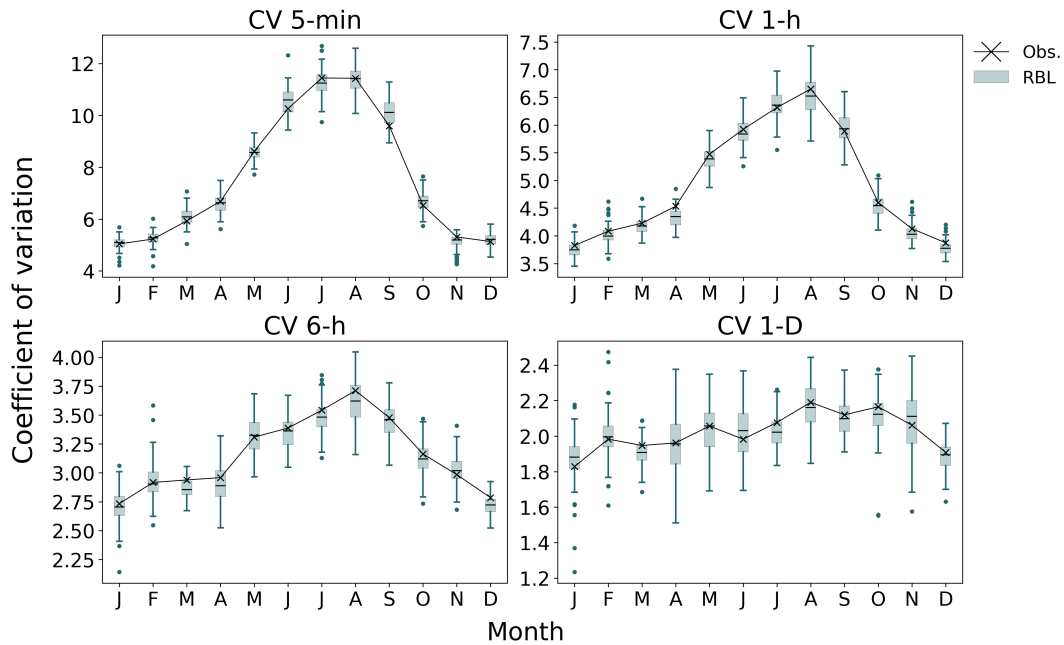 CV 5-min
CV 1-h
12
10
8
6
4
J F M A M J J A S O N D
7.5
7.0
6.5
6.0
5.5
5.0
4.5
4.0
3.5
J F M A M J J A S O N D
Obs.
RBL
Coefficient of variation
CV 6-h
CV 1-D
4.00
3.75
3.50
3.25
3.00
2.75
2.50
2.25
J F M A M J J A S O N D
2.4
2.2
2.0
1.8
1.6
1.4
1.2
J F M A M J J A S O N D
Month